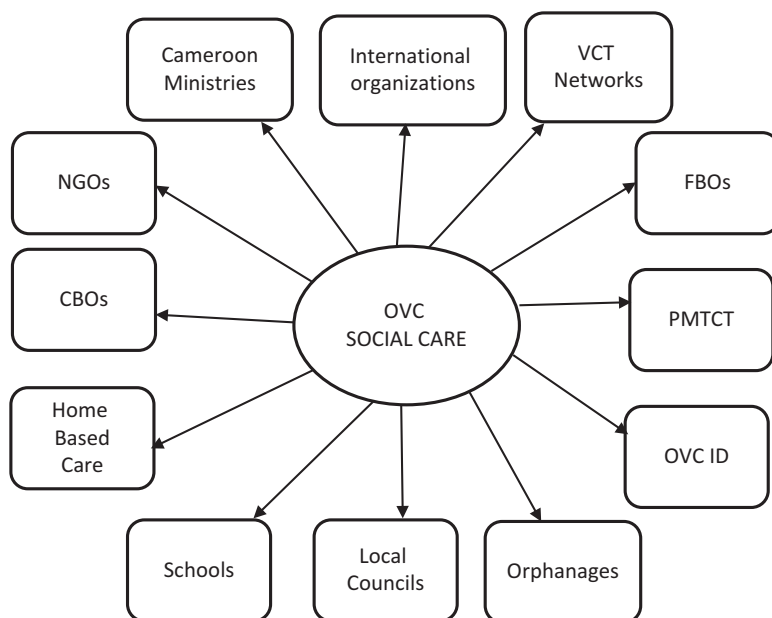 Cameroon
Ministries
International
organizations
VCT
Networks
NGOs
FBOs
CBOs
OVC
SOCIAL CARE
PMTCT
Home
Based
Care
OVC ID
Schools
Local
Councils
Orphanages